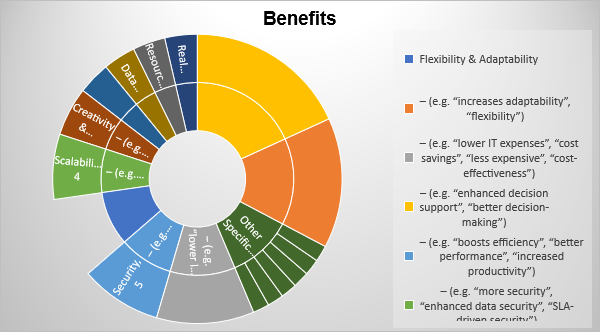 Benefits
Real…
Resourc…
Data…
Creativity
&…
– (e.g.…
Scalabili…
4
– (e.g.…
– (e.g.…
Security,
5
– (e.g.
"lower I…
Other
Specific…
Flexibility & Adaptability
– (e.g. "increases adaptability",
"flexibility")
– (e.g. "lower IT expenses", "cost
savings", "less expensive", "cost-
effectiveness")
– (e.g. "enhanced decision
support", "better decision-
making")
– (e.g. "boosts efficiency", "better
performance", "increased
productivity")
– (e.g. "more security",
"enhanced data security", "SLA-
driven security")